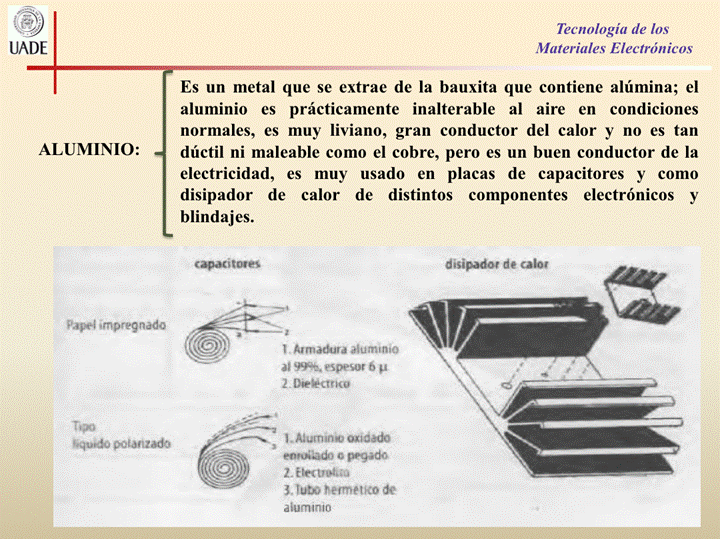 UADE
Tecnología de los
Materiales Electrónicos
ALUMINIO:
Es un metal que se extrae de la bauxita que contiene alúmina; el
aluminio es prácticamente inalterable al aire en condiciones
normales, es muy liviano, gran conductor del calor y no es tan
dúctil ni maleable como el cobre, pero es un buen conductor de la
electricidad, es muy usado en placas de capacitores y como
disipador de calor de distintos componentes electrónicos y
blindajes.
capacitores
disipador de calor
Papel impregnado
1. Armadura aluminio
al 99%, espesor 6 µ
2. Dieléctrico
Tipo
líquido polarizado
1. Aluminio oxidado
enrollado o pegado
2. Electrolito
3. Tubo hermético de
aluminio